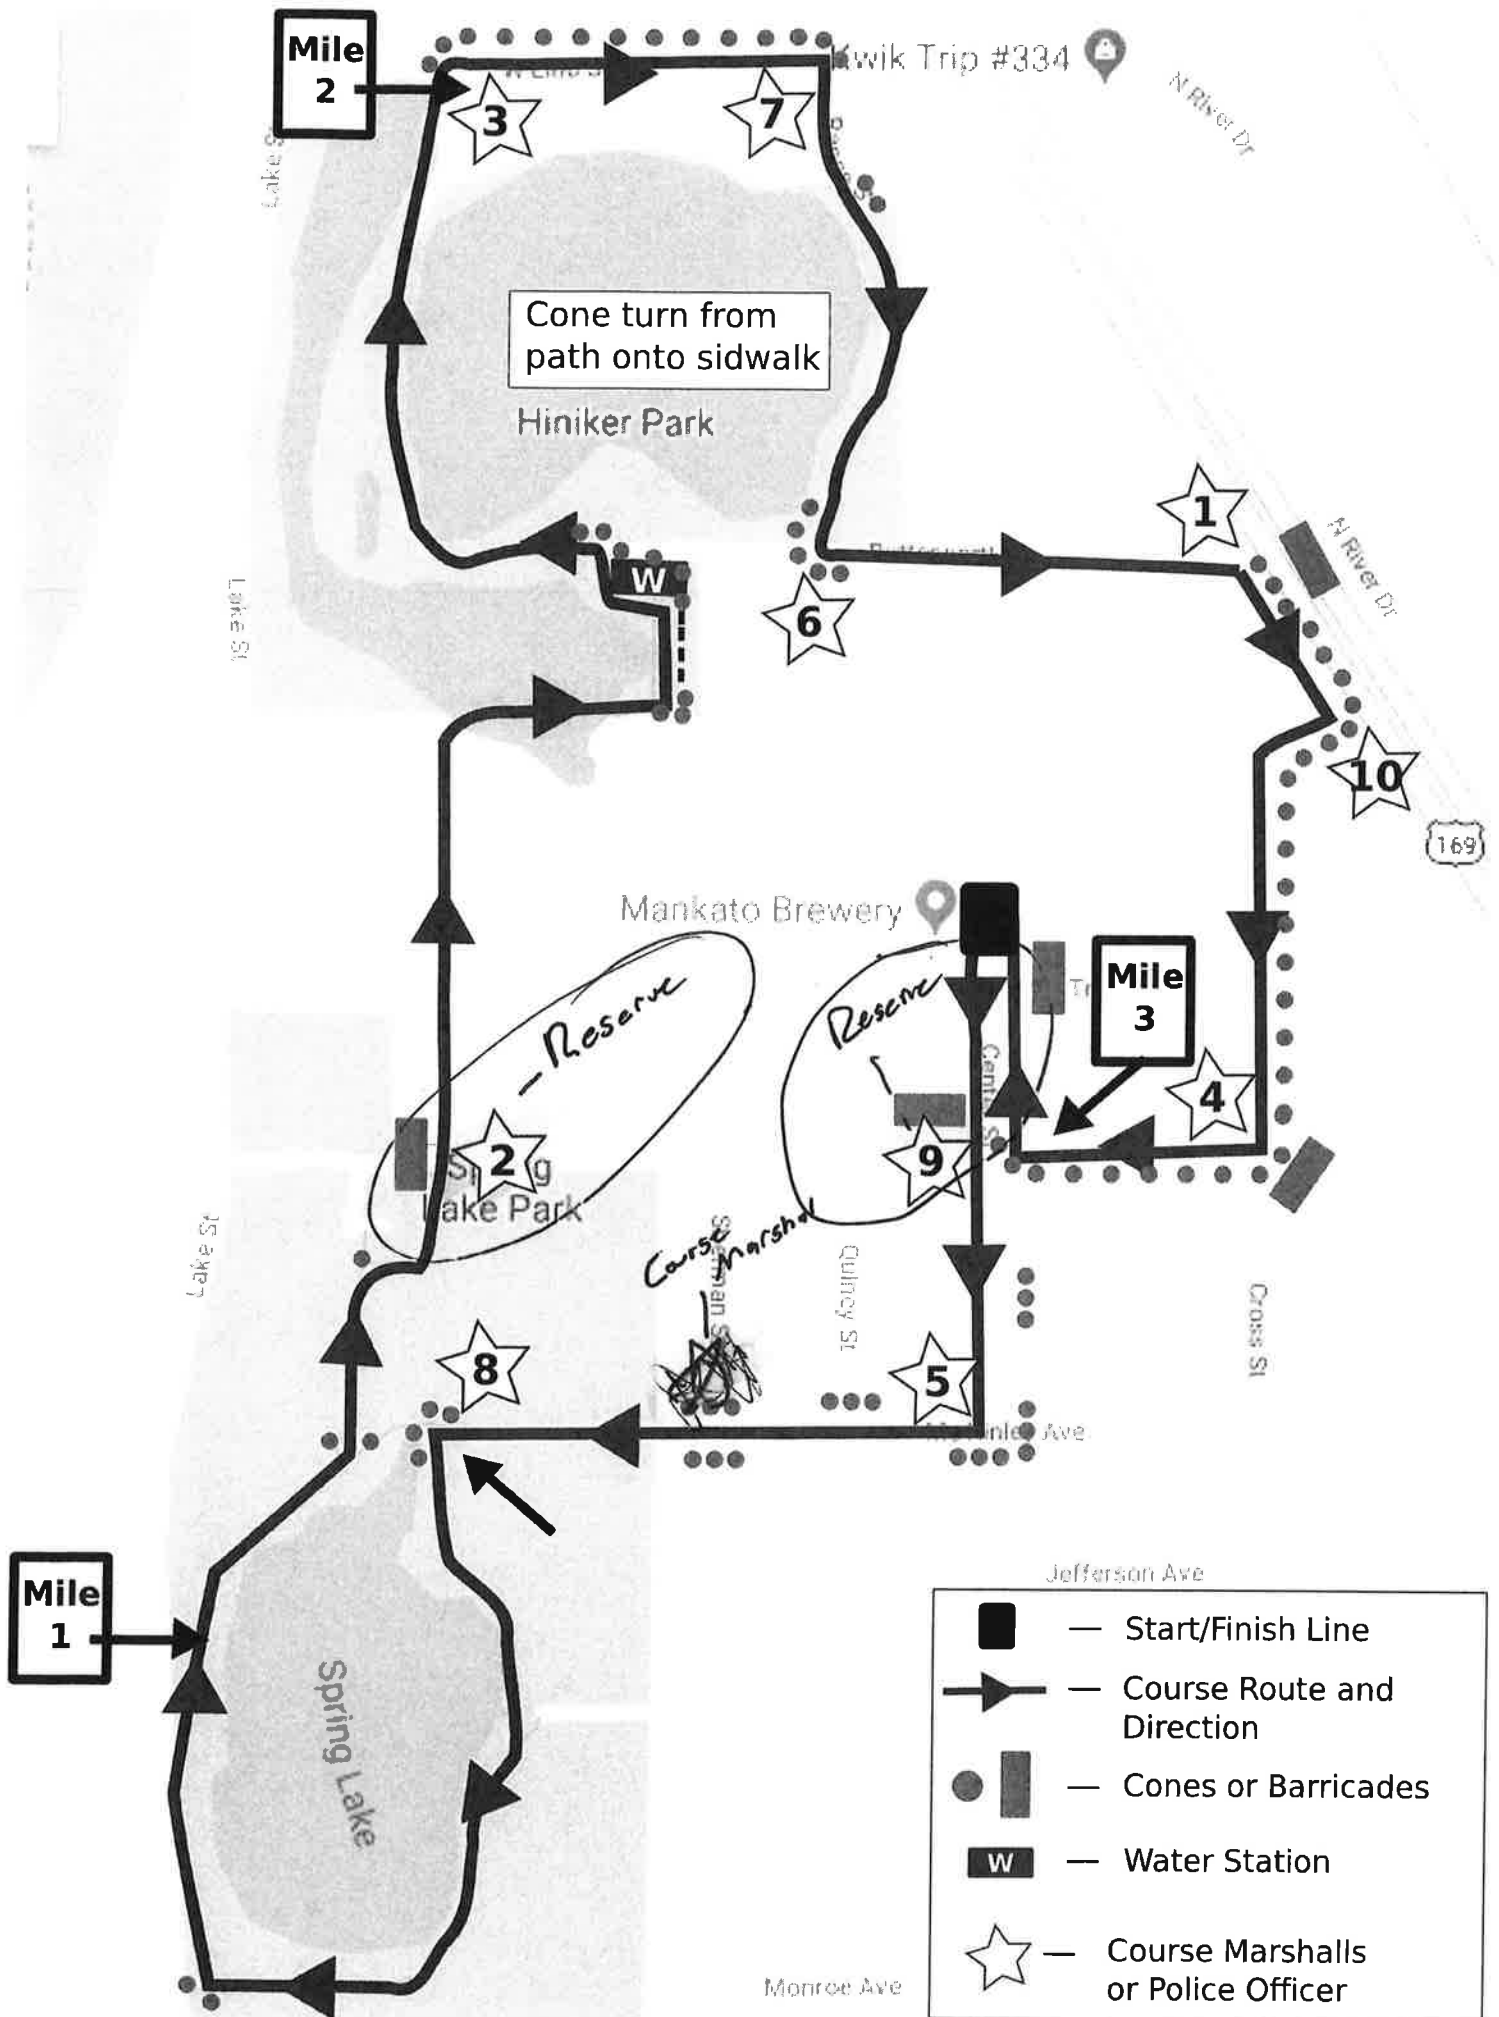 Mile
2
Kwik Trip #334
N River Dr
3
7
Cone turn from
path onto sidwalk
Hiniker Park
1
N River Dr
W
Lake St
6
10
169
Mankato Brewery
Reserve
Reserve
Mile
3
4
2
9
Lake Park
Course
Marshal
Lake St
Quincy St
Cross St
8
5
Ave
Mile
1
Spring Lake
Jefferson Ave
Monroe Ave
— Start/Finish Line
— Course Route and
Direction
— Cones or Barricades
W — Water Station
— Course Marshalls
or Police Officer